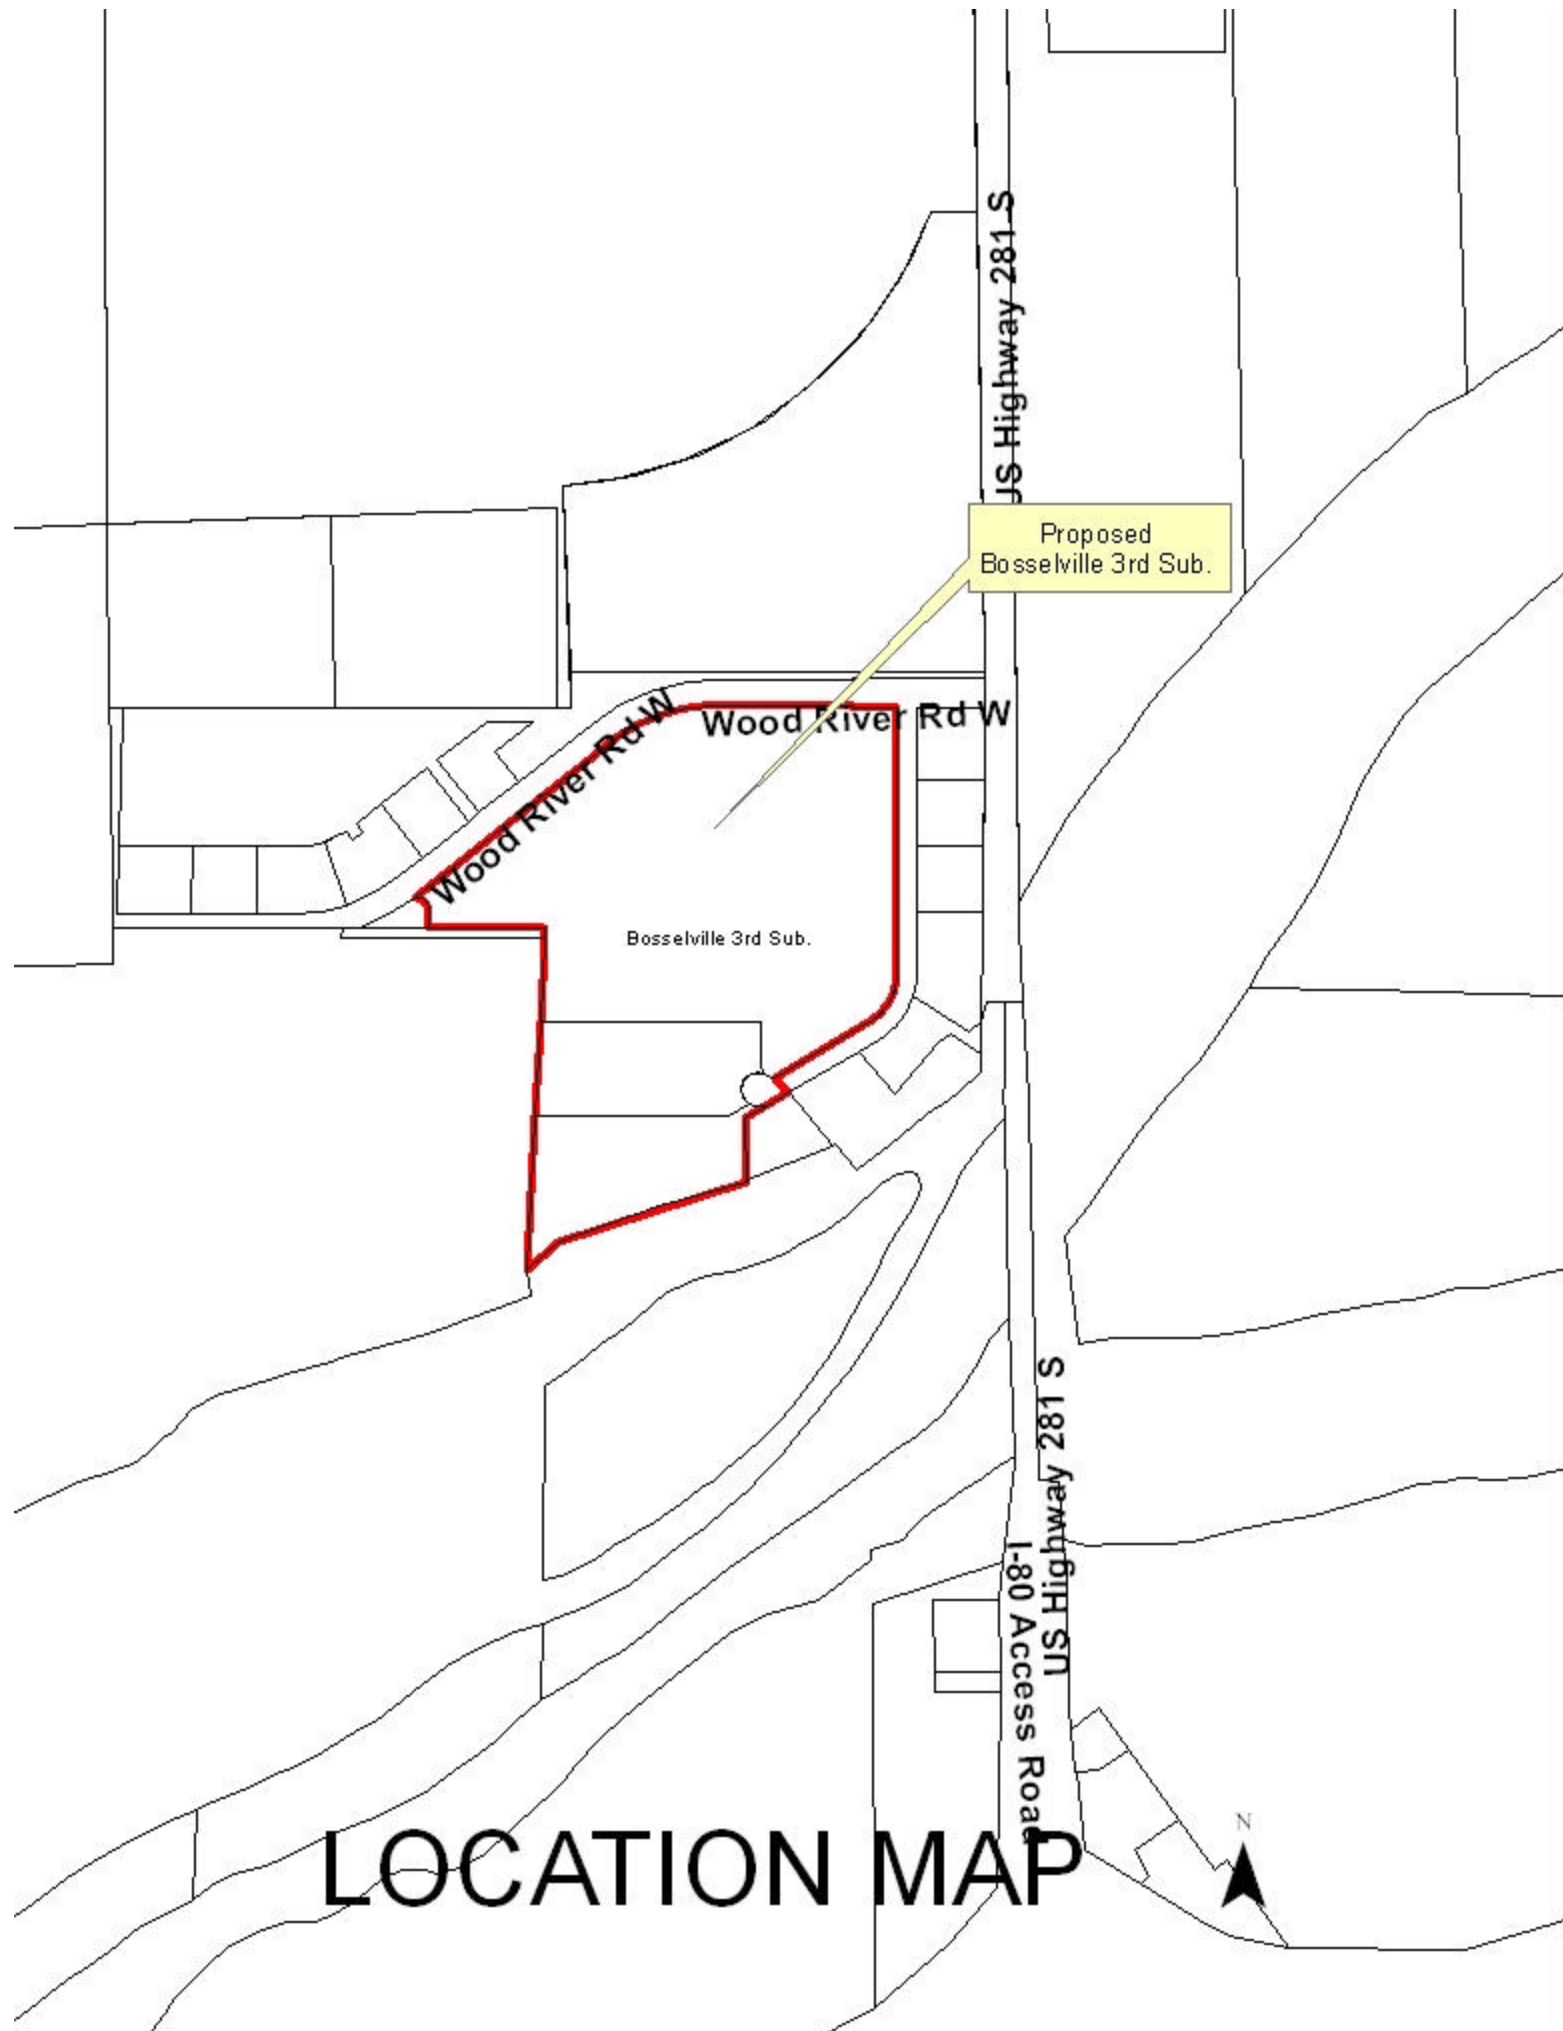 US Highway 281 S
Proposed
Bosselville 3rd Sub.
Wood River Rd W
Wood River Rd W
Bosselville 3rd Sub.
US Highway 281 S
I-80 Access Road
N
LOCATION MAP